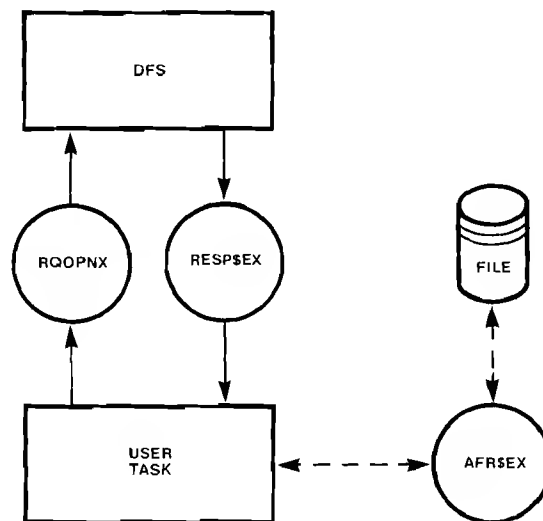 DFS
RQOPNX
RESP$EX
FILE
USER
TASK
AFR$EX